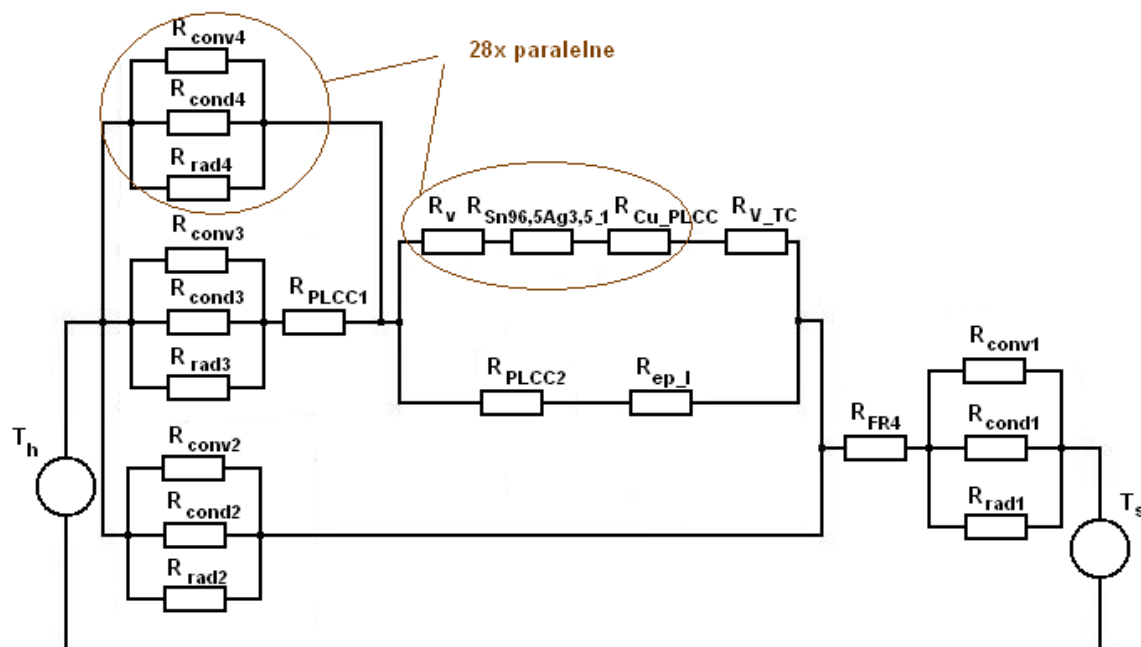 R conv4
28x paralelne
R cond4
R rad4
R v R Sn96,5Ag3,5_1 R Cu_PLCC R V_TC
R conv3
R cond3
R PLCC1
R rad3
R conv1
R PLCC2 R ep_l
R FR4 R cond1
T h
R conv2
R cond2
R rad1
T s
R rad2